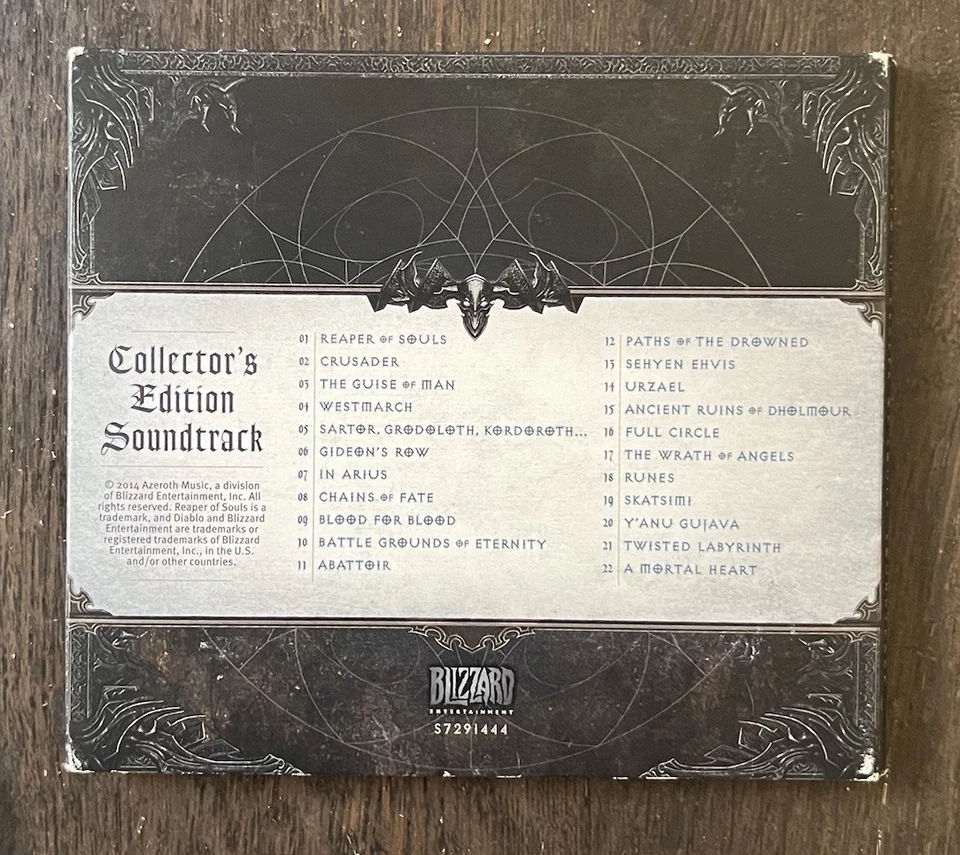 Collector's
Edition
Soundtrack
© 2014 Azeroth Music, a division
of Blizzard Entertainment, Inc. All
rights reserved. Reaper of Souls is a
trademark, and Diablo and Blizzard
Entertainment are trademarks or
registered trademarks of Blizzard
Entertainment, Inc., in the U.S.
and/or other countries.
01 REAPER OF SOULS
02 CRUSADER
03 THE GUISE OF MAN
04 WESTMARCH
05 SARTOR, GRODOLOTH, KORDOROTH...
06 GIDEON'S ROW
07 IN ARIUS
08 CHAINS OF FATE
09 BLOOD FOR BLOOD
10 BATTLE GROUNDS OF ETERNITY
11 ABATTOIR
12 PATHS OF THE DROWNED
13 SEHYEN EHVIS
14 URZAEL
15 ANCIENT RUINS OF DHOLMOUR
16 FULL CIRCLE
17 THE WRATH OF ANGELS
18 RUNES
19 SKATSIMI
20 Y'ANU GUJAVA
21 TWISTED LABYRINTH
22 A MORTAL HEART
BLIZZARD
ENTERTAINMENT
S7291444